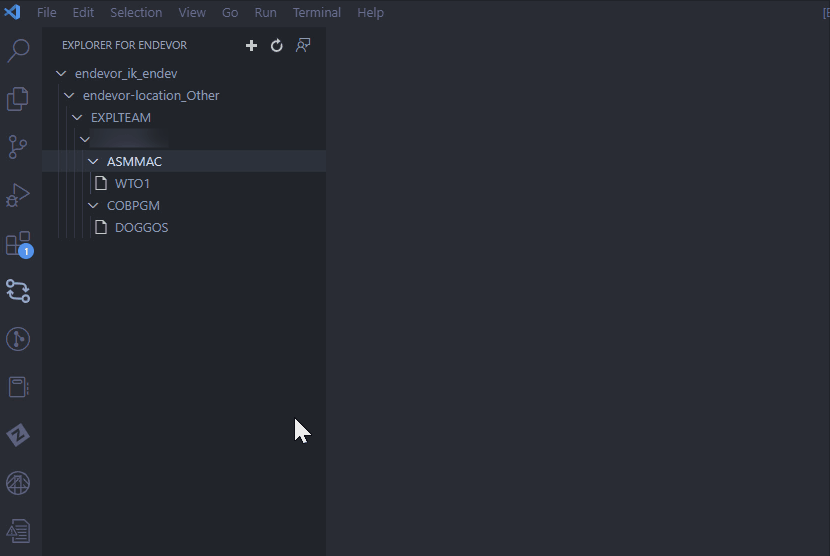 File Edit Selection View Go Run Terminal Help
EXPLORER FOR ENDEVOR
endevor_ik_endev
endevor-location_Other
EXPLTEAM
ASMMAC
WTO1
COBPGM
DOGGOS
1